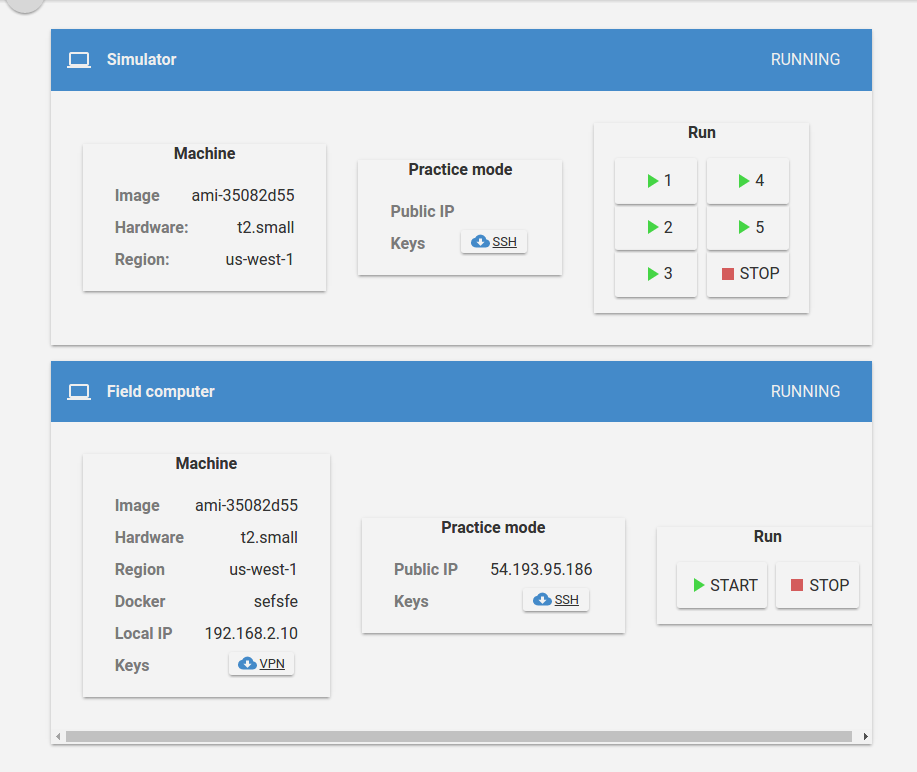 Simulator RUNNING
Machine
Image ami-35082d55
Hardware: t2.small
Region: us-west-1
Practice mode
Public IP
Keys SSH
Run
1 4
2 5
3 STOP
Field computer RUNNING
Machine
Image ami-35082d55
Hardware t2.small
Region us-west-1
Docker sefsfe
Local IP 192.168.2.10
Keys VPN
Practice mode
Public IP 54.193.95.186
Keys SSH
Run
START STOP